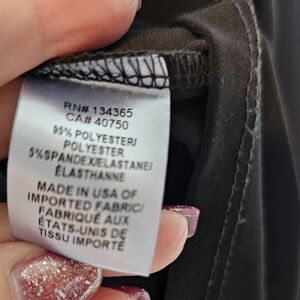 RN# 134365
CA# 40750
95% POLYESTER/
POLYESTER
5%SPANDEX/ELASTANE/
ÉLASTHANNE
MADE IN USA OF
IMPORTED FABRIC/
FABRIQUÉ AUX
ÉTATS-UNIS DE
TISSU IMPORTÉ